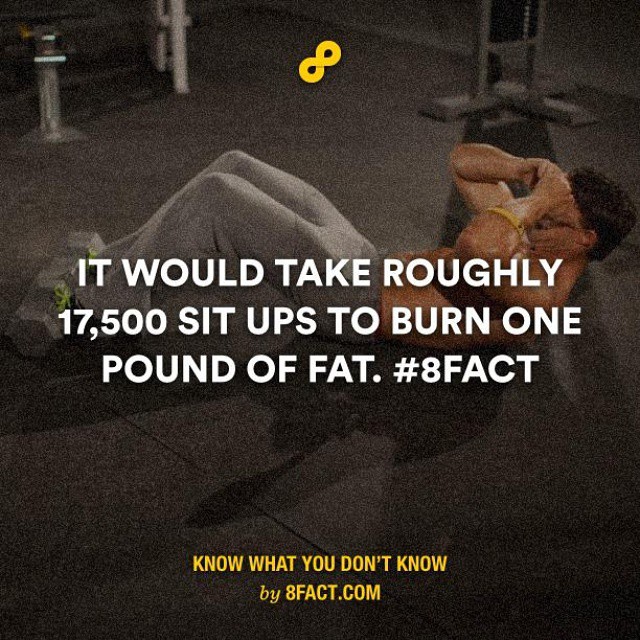 IT WOULD TAKE ROUGHLY
17,500 SIT UPS TO BURN ONE
POUND OF FAT. #8FACT
KNOW WHAT YOU DON'T KNOW
by 8FACT.COM